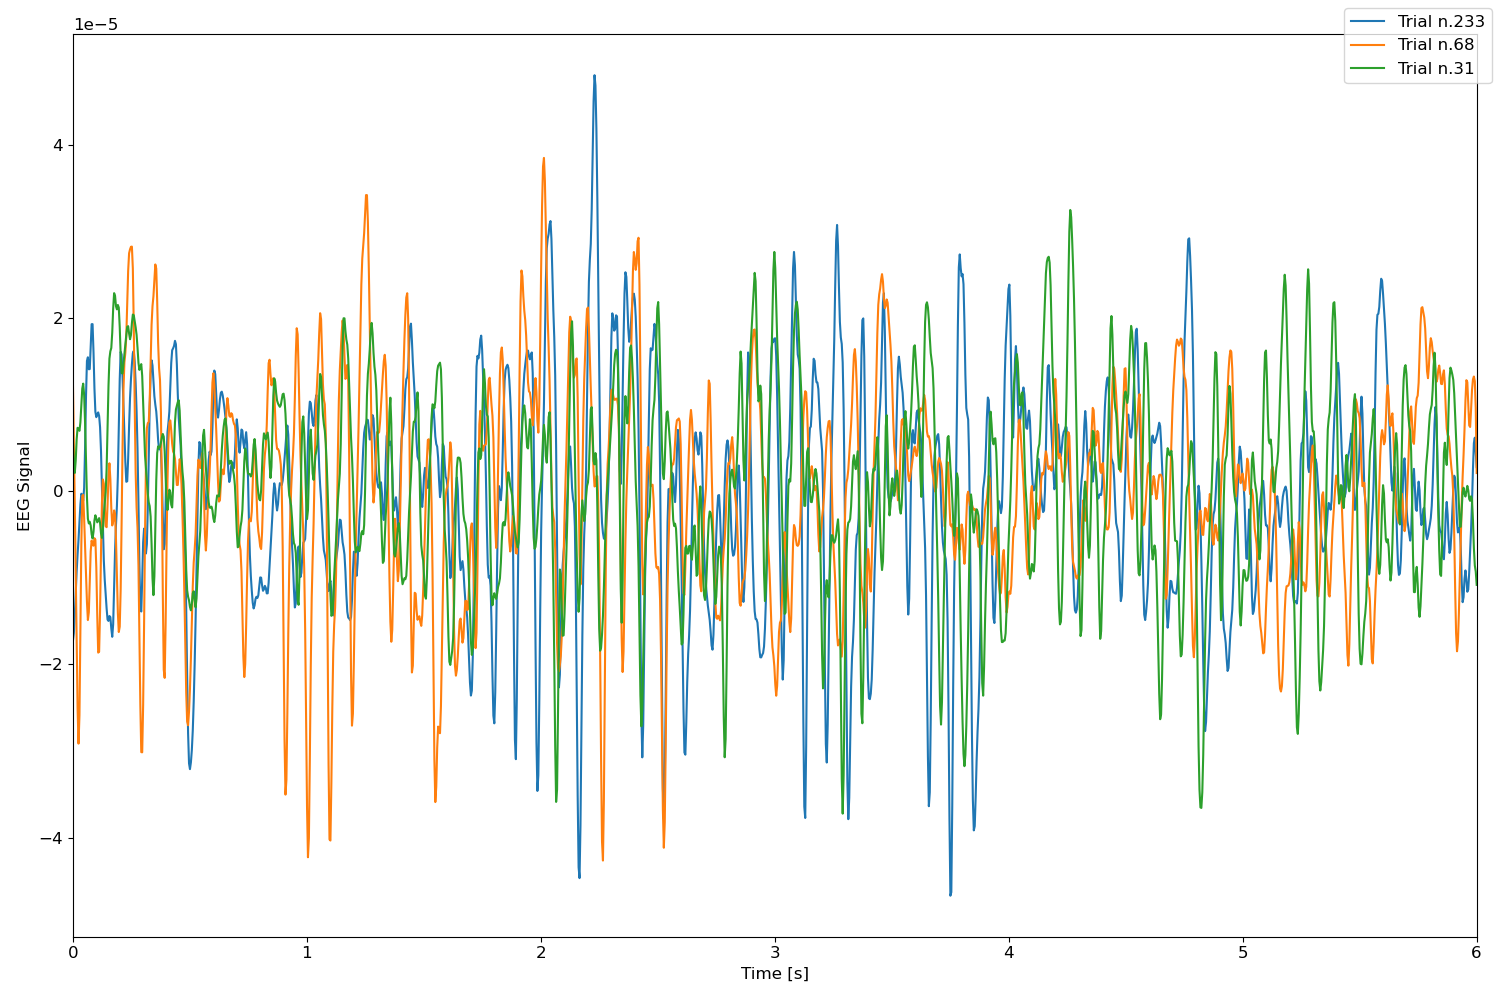 1e−5
Trial n.233
Trial n.68
Trial n.31
4
2
0
−2
−4
EEG Signal
0 1 2 3 4 5 6
Time [s]